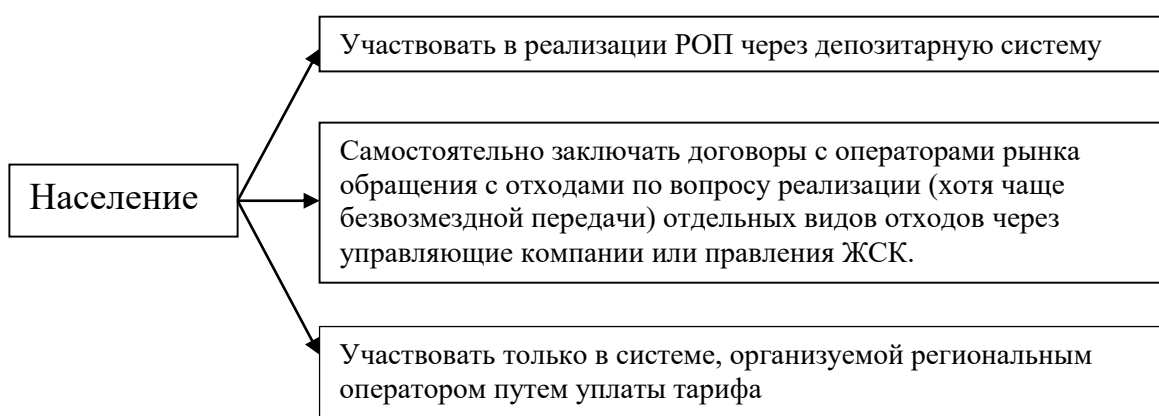 Участвовать в реализации РОП через депозитарную систему
Население
Самостоятельно заключать договоры с операторами рынка
обращения с отходами по вопросу реализации (хотя чаще
безвозмездной передачи) отдельных видов отходов через
управляющие компании или правления ЖСК.
Участвовать только в системе, организуемой региональным
оператором путем уплаты тарифа